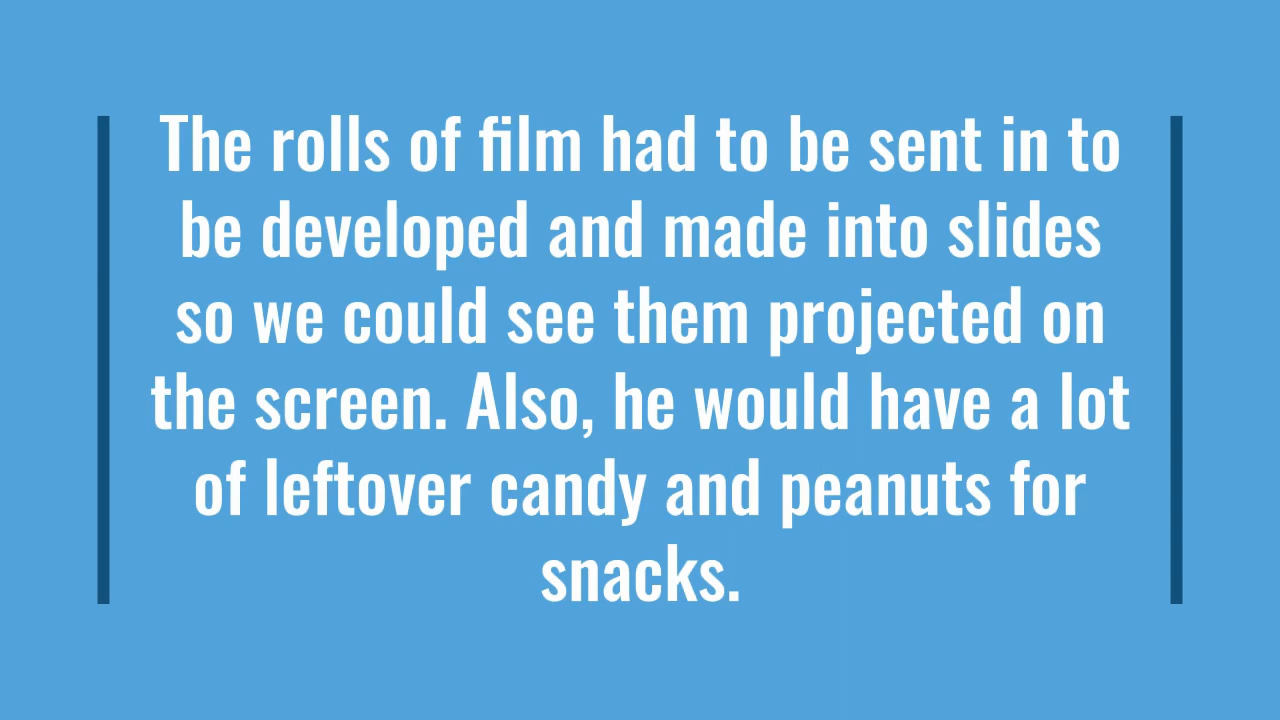 The rolls of film had to be sent in to
be developed and made into slides
so we could see them projected on
the screen. Also, he would have a lot
of leftover candy and peanuts for
snacks.